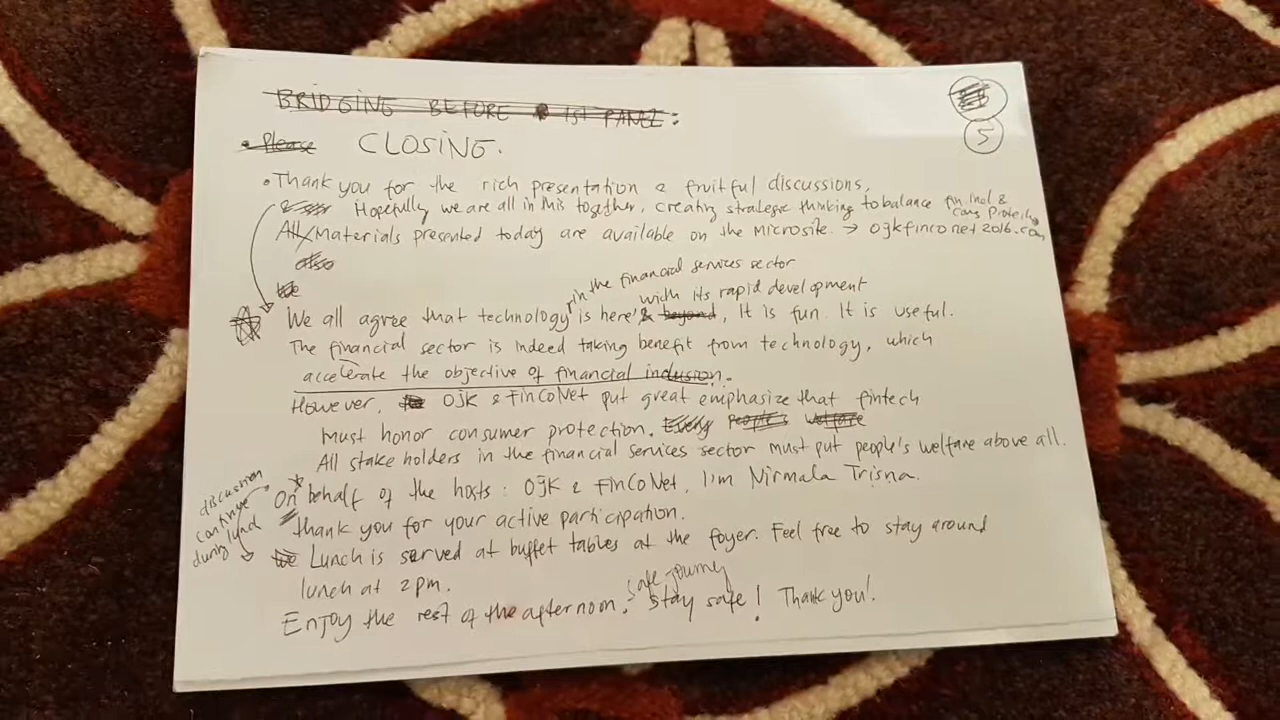 BRIDGING BEFORE 1st PANEL:
5
• Please CLOSING.
• Thank you for the rich presentation & fruitful discussions,
Hopefully we are all in this together, creating strategic thinking to balance fin. incl &
cons protect
All Materials presented today are available on the microsite. → ojkfinconet2016.com
also
in the financial services sector
with its rapid development
We all agree that technology is here & beyond, It is fun. It is useful.
The financial sector is indeed taking benefit from technology, which
accelerate the objective of financial inclusion.
However, OJK & FinCoNet put great emphasize that fintech
Must honor consumer protection. Every People's welfare
All stake holders in the financial services sector must put people's welfare above all.
discussion
continue
during lunch
On behalf of the hosts: OJK & FinCoNet, I'm Nirmala Trisna.
Thank you for your active participation.
Lunch is served at buffet tables at the foyer. Feel free to stay around
lunch at 2 pm.
safe journey
Enjoy the rest of the afternoon. Stay safe! Thank you!